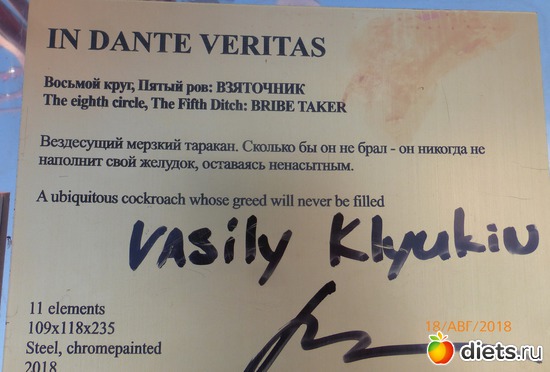 IN DANTE VERITAS
Восьмой круг, Пятый ров: ВЗЯТОЧНИК
The eighth circle, The Fifth Ditch: BRIBE TAKER
Вездесущий мерзкий таракан. Сколько бы он не брал - он никогда не
наполнит свой желудок, оставаясь ненасытным.
A ubiquitous cockroach whose greed will never be filled
Vasily Klyukin
11 elements
109x118x235
Steel, chromepainted
2018
18/АВГ/2018
diets.ru